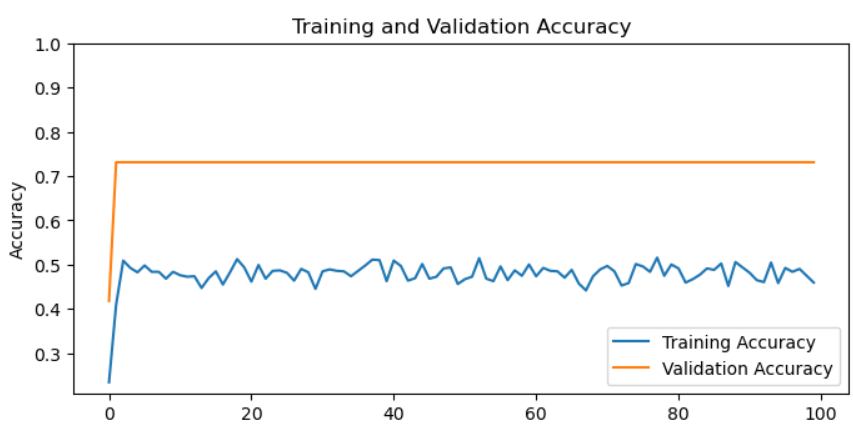 Training and Validation Accuracy
1.0
0.9
0.8
0.7
0.6
0.5
0.4
0.3
Accuracy
Training Accuracy
Validation Accuracy
0 20 40 60 80 100